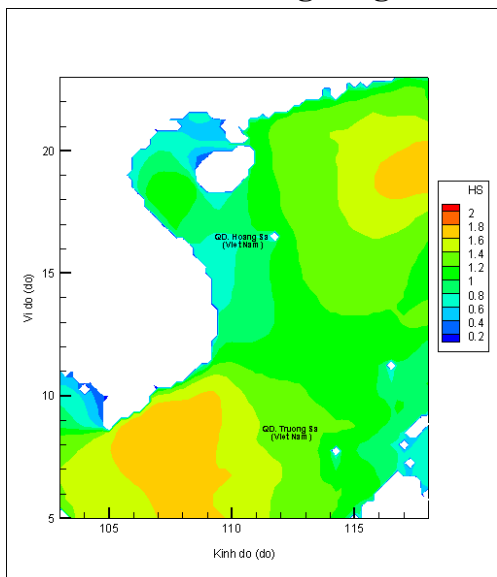 HS
2
1.8
1.6
1.4
1.2
1
0.8
0.6
0.4
0.2
20
15
10
5
Vi do (do)
QD. Hoang Sa
(Viet Nam)
QD. Truong Sa
(Viet Nam)
105
110
115
Kinh do (do)